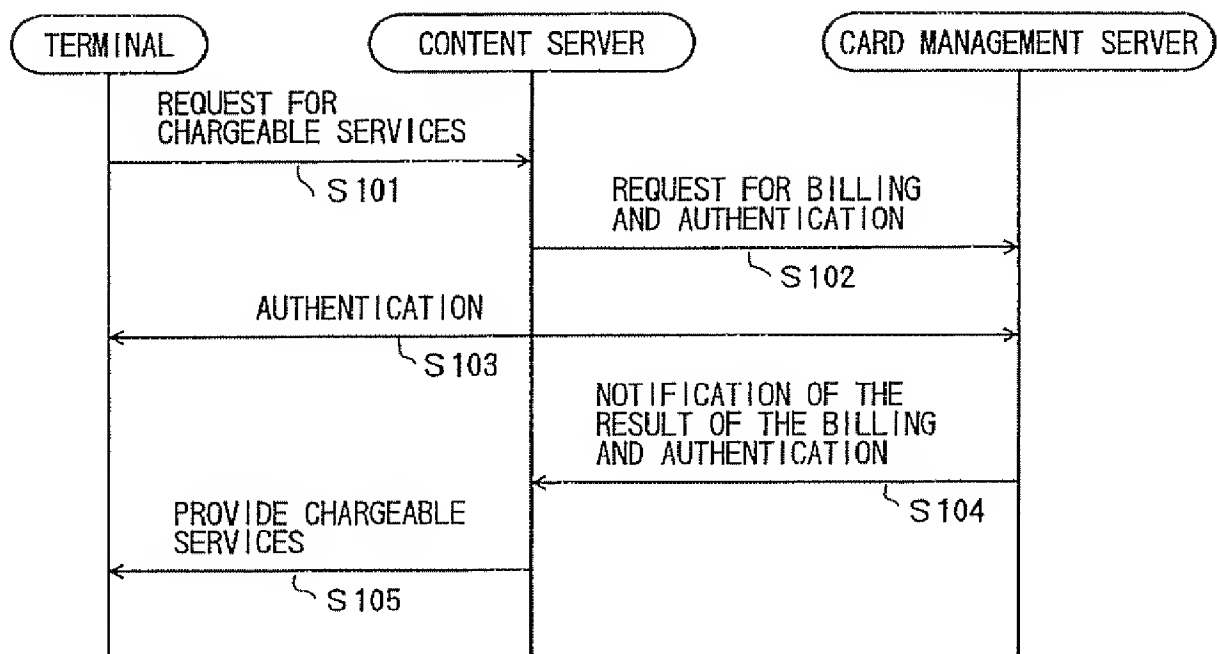 TERMINAL
CONTENT SERVER
CARD MANAGEMENT SERVER
REQUEST FOR
CHARGEABLE SERVICES
S101
REQUEST FOR BILLING
AND AUTHENTICATION
S102
AUTHENTICATION
S103
NOTIFICATION OF THE
RESULT OF THE BILLING
AND AUTHENTICATION
S104
PROVIDE CHARGEABLE
SERVICES
S105